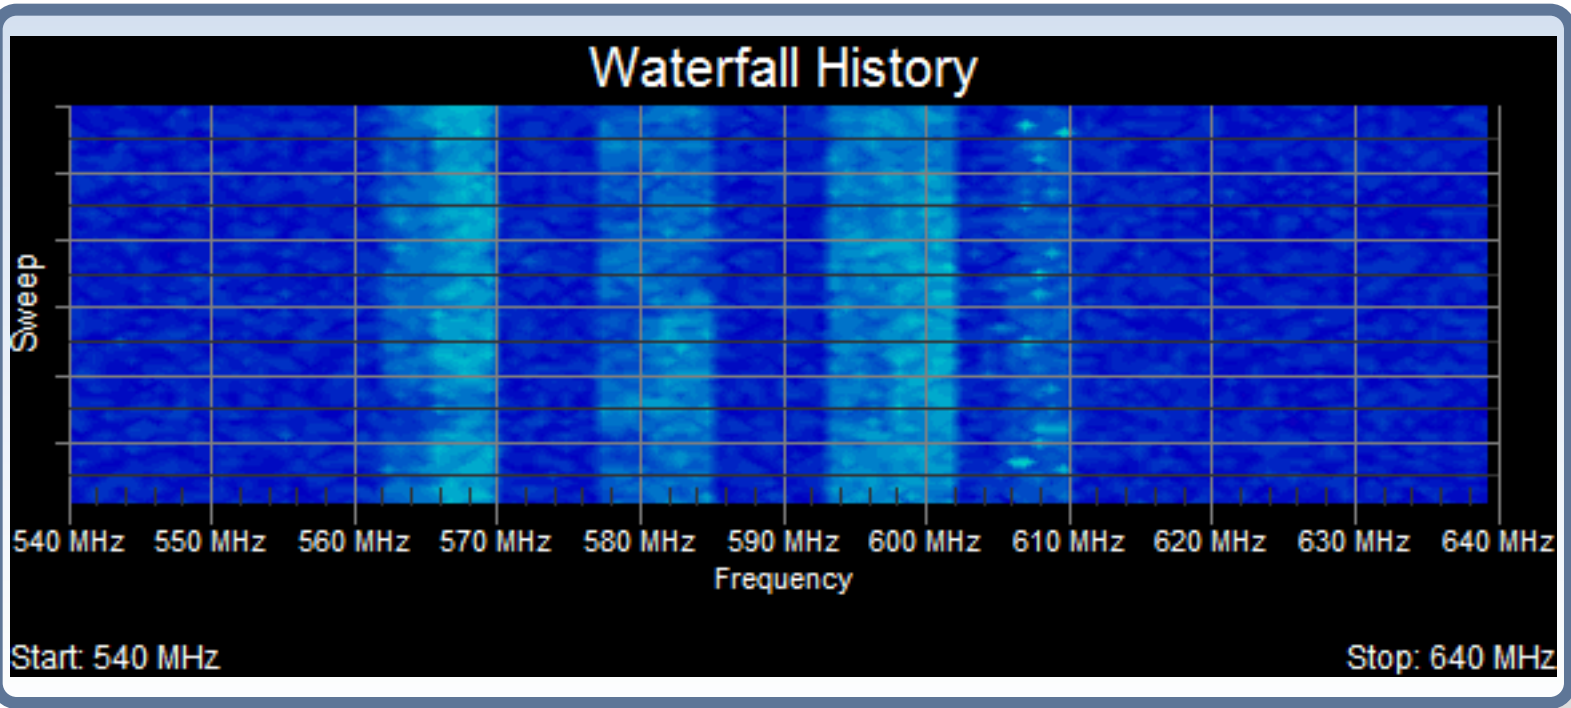 Waterfall History
Sweep
540 MHz 550 MHz 560 MHz 570 MHz 580 MHz 590 MHz 600 MHz 610 MHz 620 MHz 630 MHz 640 MHz
Frequency
Start: 540 MHz Stop: 640 MHz